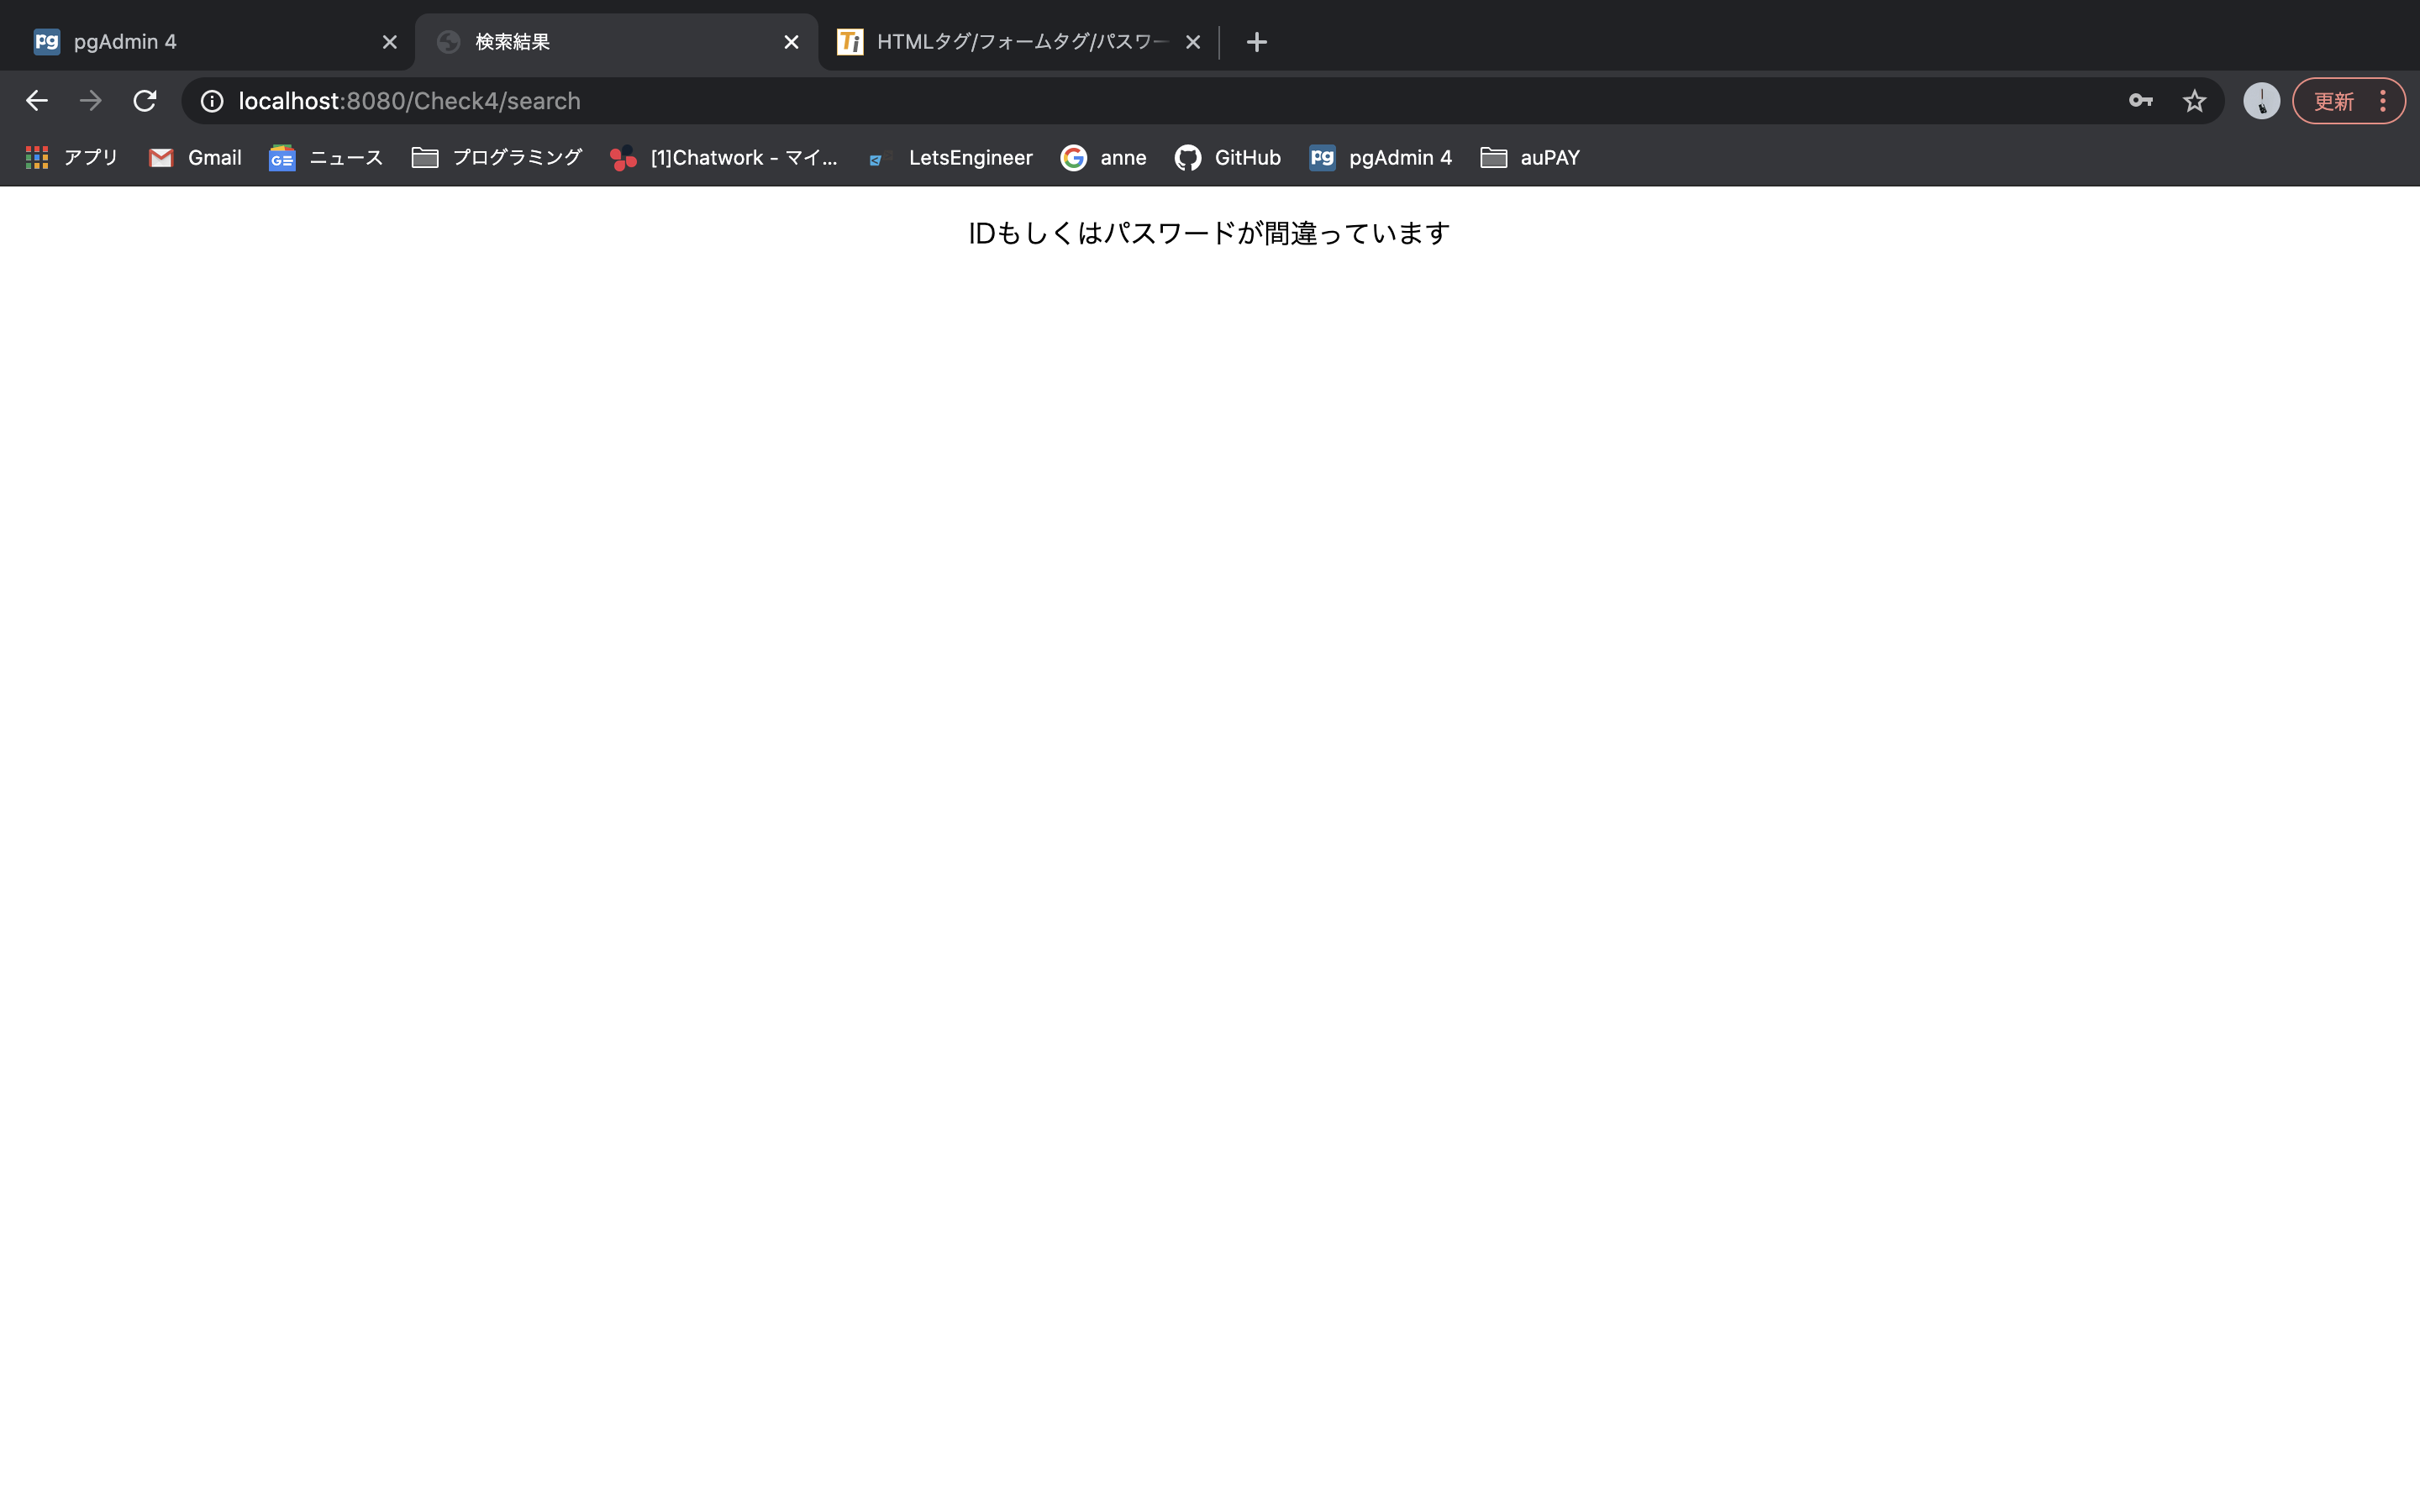 pgAdmin 4
検索結果
HTMLタグ/フォームタグ/パスワー
localhost:8080/Check4/search
更新
アプリ
Gmail
ニュース
プログラミング
[1]Chatwork - マイ...
LetsEngineer
anne
GitHub
pgAdmin 4
auPAY
IDもしくはパスワードが間違っています